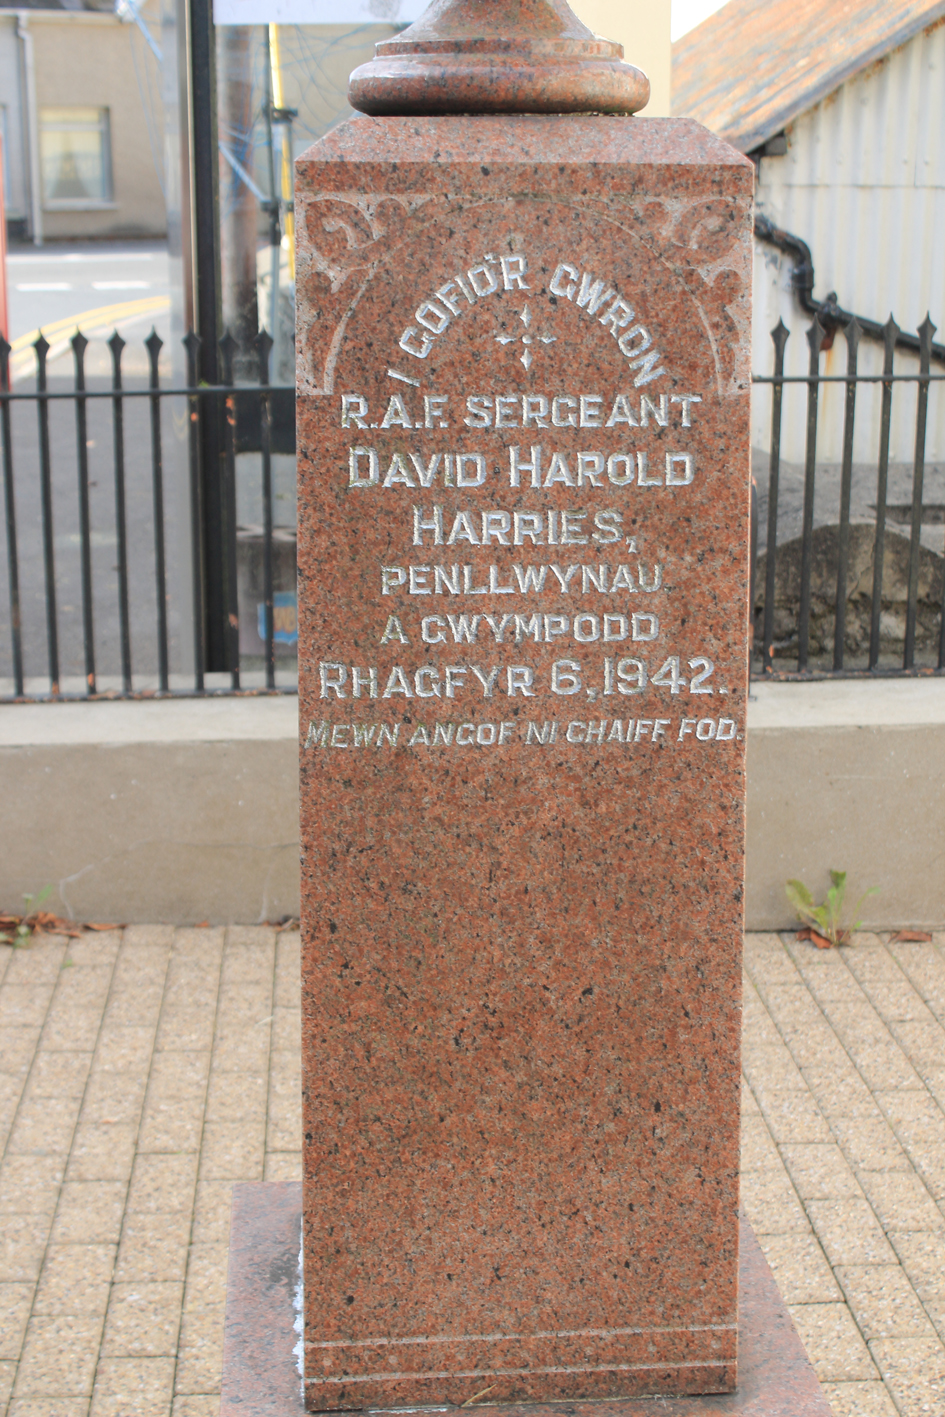 I GOFIO'R GWRON
R.A.F. SERGEANT
DAVID HAROLD
HARRIES,
PENLLWYNAU.
A GWYMPODD
RHAGFYR 6, 1942.
MEWN ANGOF NI CHAIFF FOD.